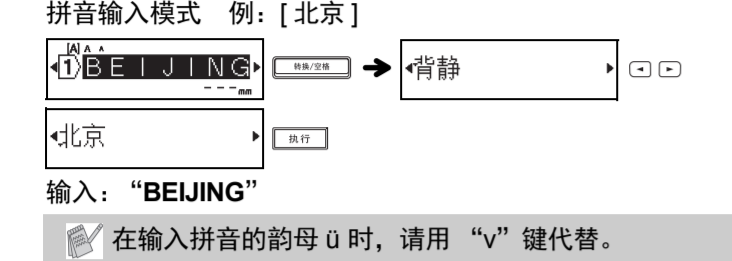 拼音输入模式 例：[ 北京 ]
[A] A A
1 BEIJING 转换/空格 背静
---mm
北京 执行
输入：“BEIJING”
在输入拼音的韵母 ü 时，请用 “v”键代替。